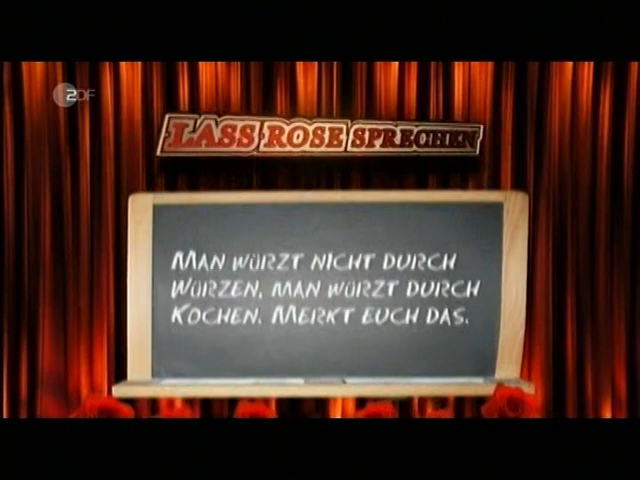 ZDF
LASS ROSE SPRECHEN
MAN WÜRZT NICHT DURCH
WÜRZEN, MAN WÜRZT DURCH
KOCHEN. MERKT EUCH DAS.